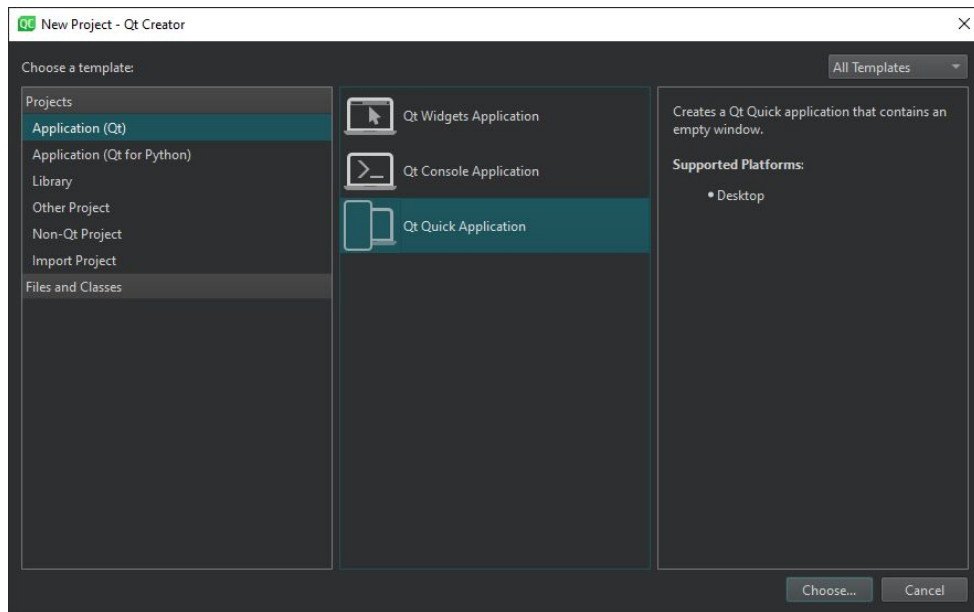 New Project - Qt Creator
Choose a template:
All Templates
Projects
Application (Qt)
Application (Qt for Python)
Library
Other Project
Non-Qt Project
Import Project
Files and Classes
Qt Widgets Application
Qt Console Application
Qt Quick Application
Creates a Qt Quick application that contains an
empty window.
Supported Platforms:
• Desktop
Choose...
Cancel